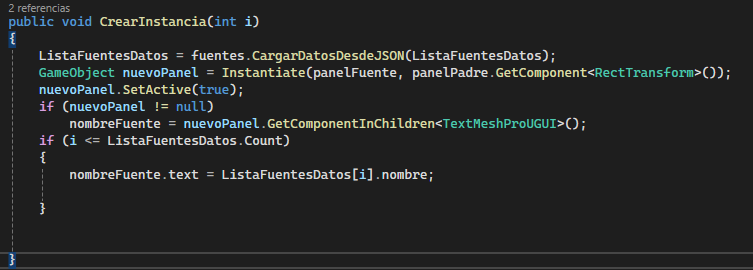 2 referencias
public void CrearInstancia(int i)
{
ListaFuentesDatos = fuentes.CargarDatosDesdeJSON(ListaFuentesDatos);
GameObject nuevoPanel = Instantiate(panelFuente, panelPadre.GetComponent<RectTransform>());
nuevoPanel.SetActive(true);
if (nuevoPanel != null)
nombreFuente = nuevoPanel.GetComponentInChildren<TextMeshProUGUI>();
if (i <= ListaFuentesDatos.Count)
{
nombreFuente.text = ListaFuentesDatos[i].nombre;
}
}